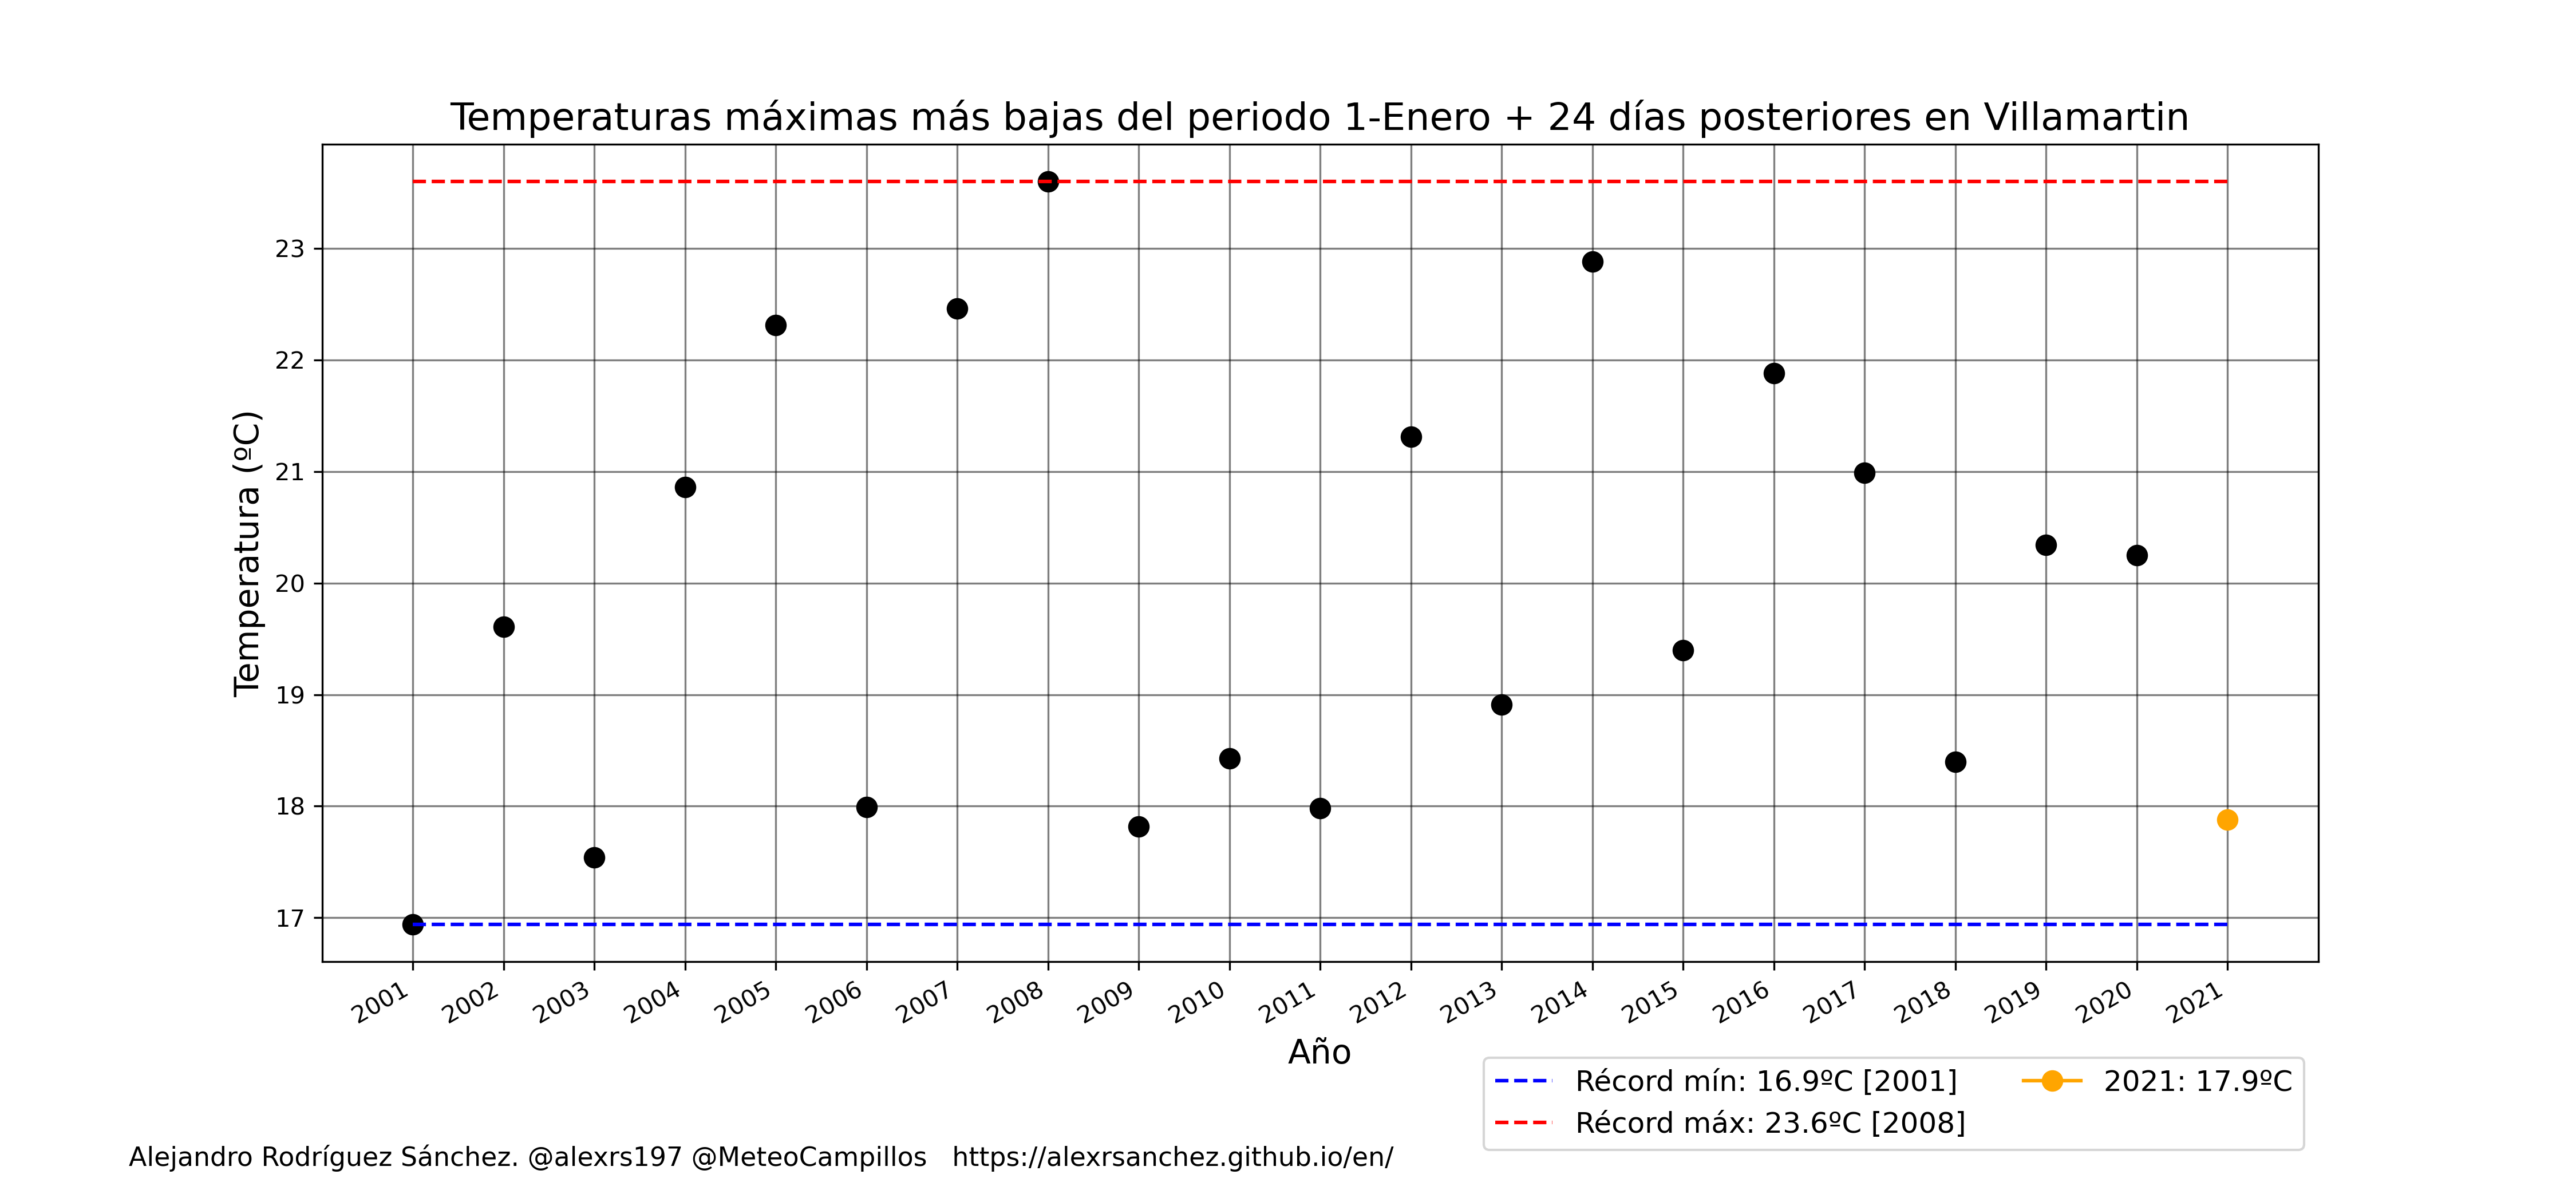 Temperaturas máximas más bajas del periodo 1-Enero + 24 días posteriores en Villamartin
Temperatura (ºC)
23
22
21
20
19
18
17
2001 2002 2003 2004 2005 2006 2007 2008 2009 2010 2011 2012 2013 2014 2015 2016 2017 2018 2019 2020 2021
Año
Récord mín: 16.9ºC [2001]
Récord máx: 23.6ºC [2008]
2021: 17.9ºC
Alejandro Rodríguez Sánchez. @alexrs197 @MeteoCampillos https://alexrsanchez.github.io/en/